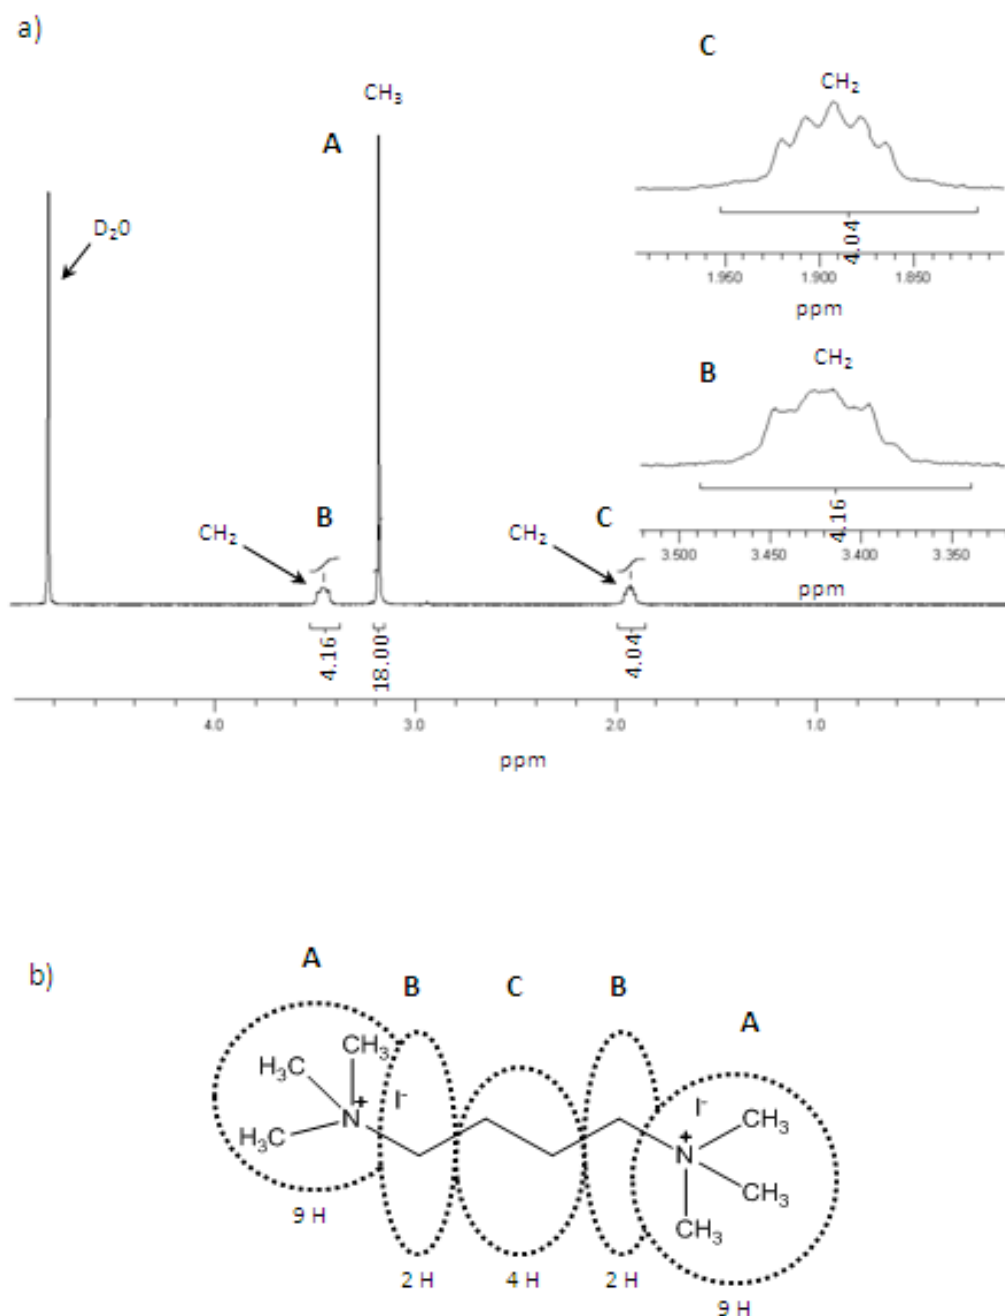 a)
C
CH₂
CH₃
A
D₂0
4.04
1.950 1.900 1.850
ppm
CH₂
B
B
C
CH₂
CH₂
4.16
3.500 3.450 3.400 3.350
ppm
4.16
18.00
4.04
4.0 3.0 2.0 1.0
ppm
b)
A
B C B
A
CH₃
H₃C
I⁻
I⁻
+
N
H₃C
CH₃
+
N
CH₃
CH₃
9 H
2 H 4 H 2 H
9 H